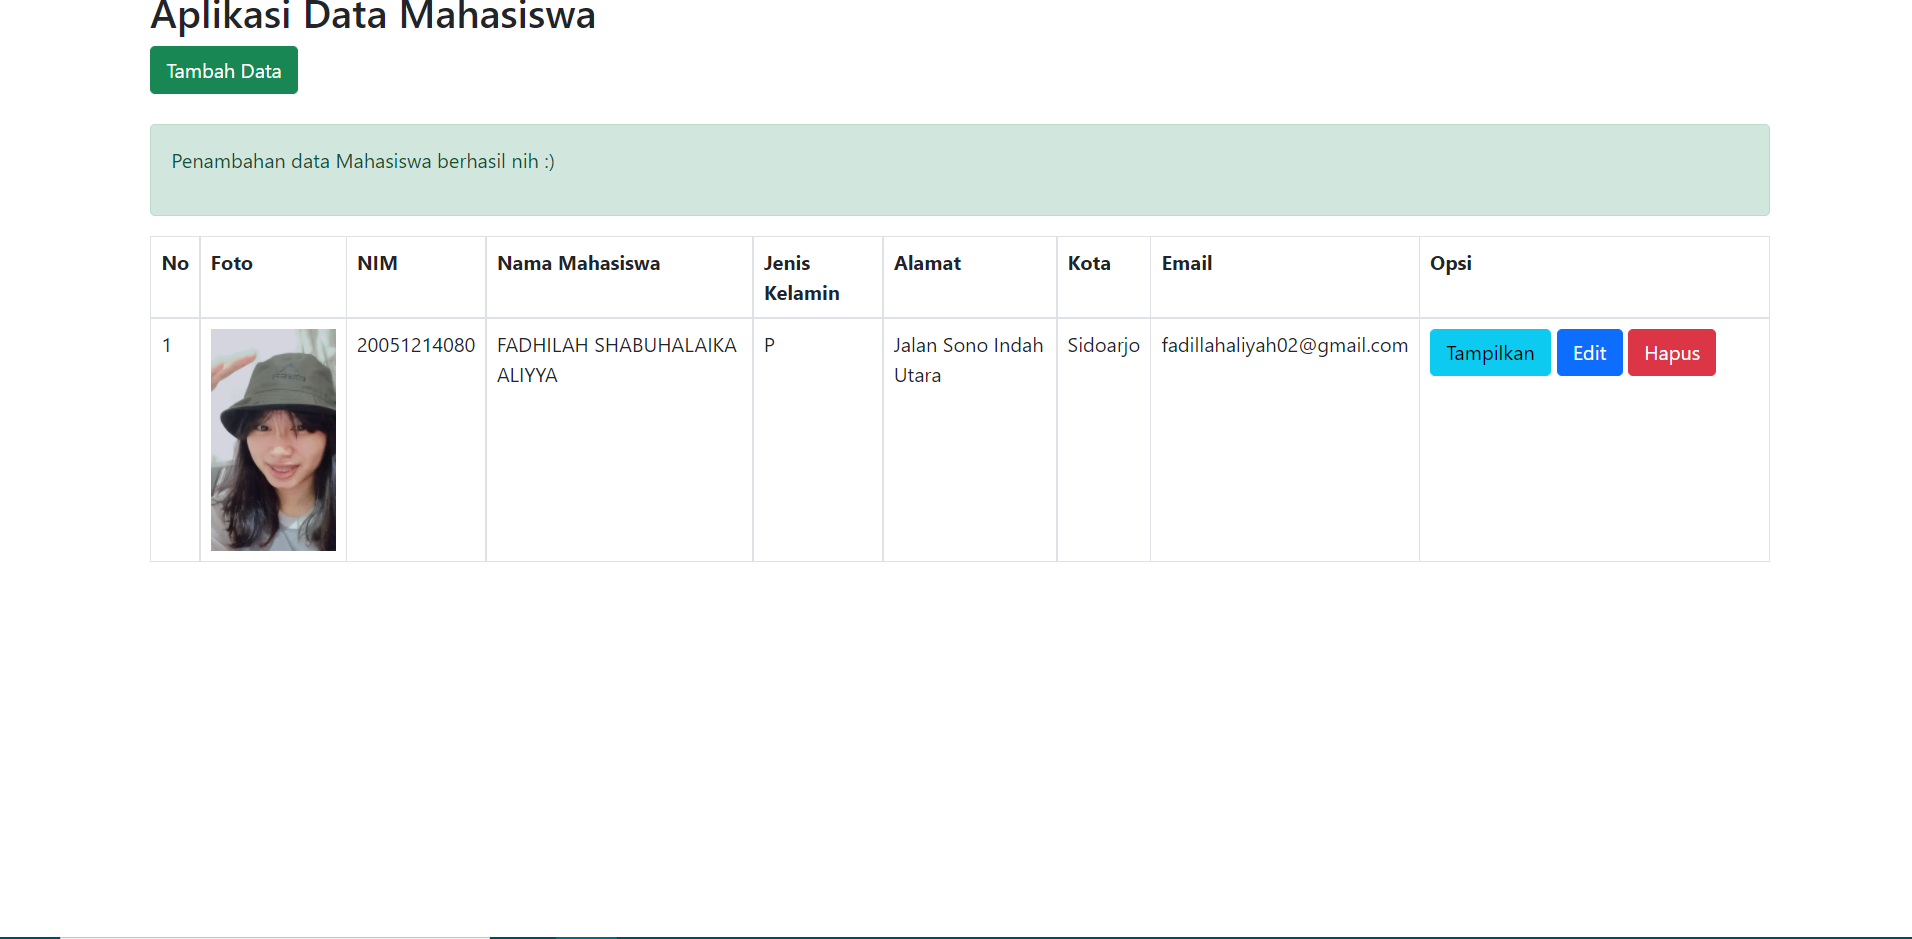 Aplikasi Data Mahasiswa
Tambah Data
Penambahan data Mahasiswa berhasil nih :)
No Foto NIM Nama Mahasiswa Jenis Kelamin Alamat Kota Email Opsi
1 20051214080 FADHILAH SHABUHALAIKA ALIYYA P Jalan Sono Indah Utara Sidoarjo fadillahaliyah02@gmail.com Tampilkan Edit Hapus